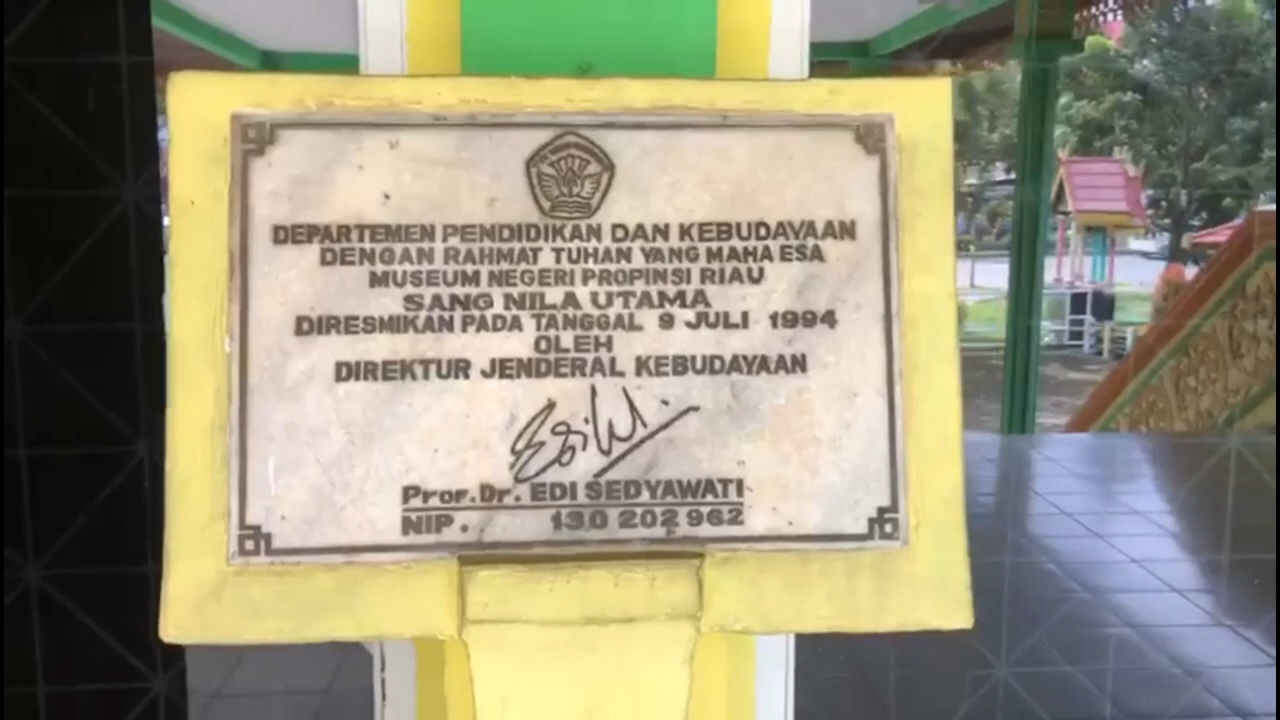 DEPARTEMEN PENDIDIKAN DAN KEBUDAYAAN
DENGAN RAHMAT TUHAN YANG MAHA ESA
MUSEUM NEGERI PROPINSI RIAU
SANG NILA UTAMA
DIRESMIKAN PADA TANGGAL 9 JULI 1994
OLEH
DIREKTUR JENDERAL KEBUDAYAAN
Prof.Dr. EDI SEDYAWATI
NIP. 130 202 962